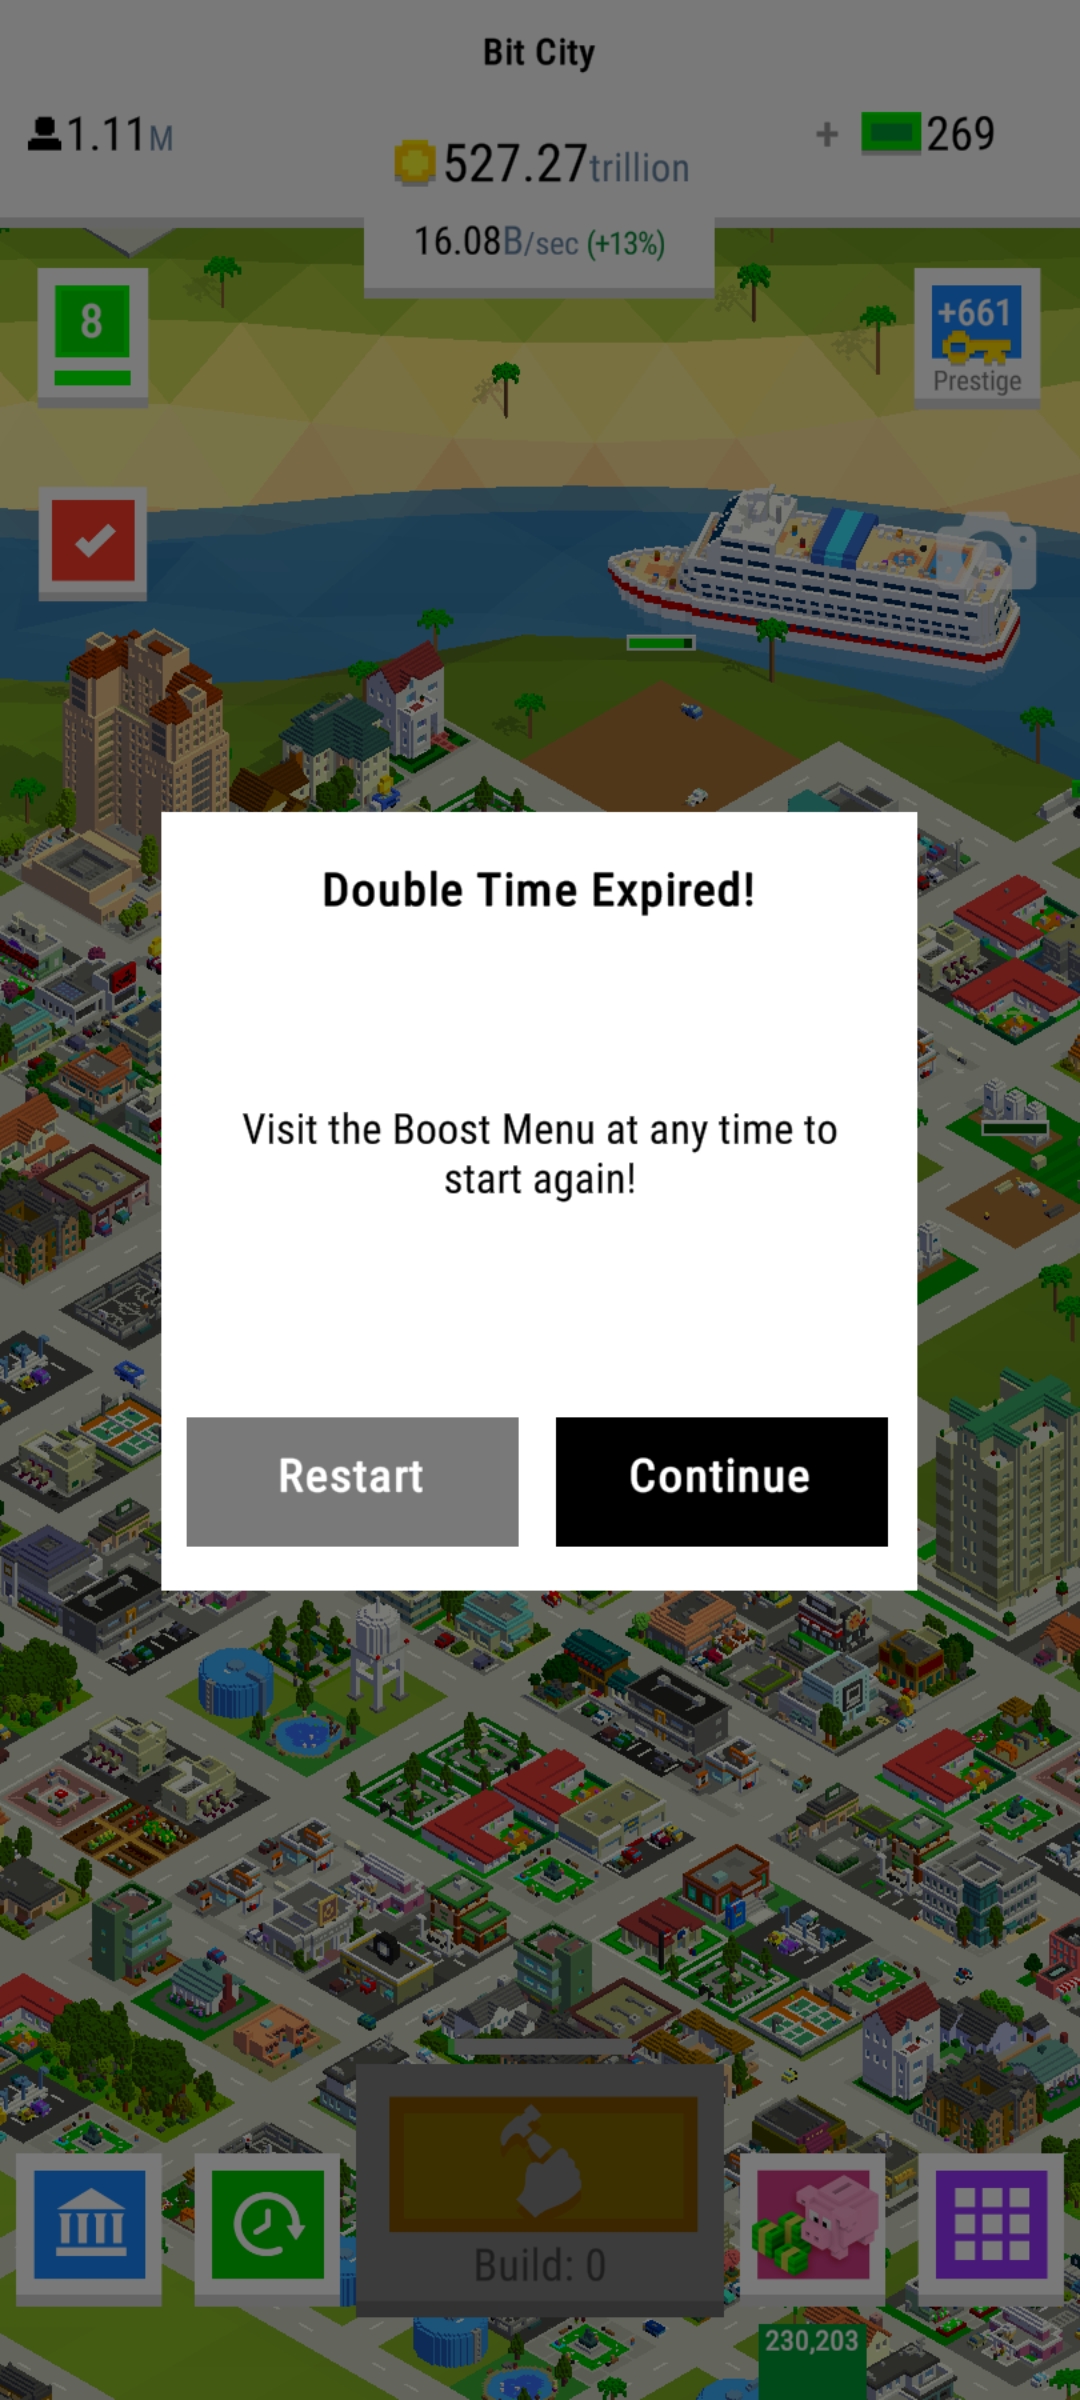 Bit City
1.11M
527.27trillion
+ 269
16.08B/sec (+13%)
8
+661
Prestige
Double Time Expired!
Visit the Boost Menu at any time to
start again!
Restart
Continue
Build: 0
230,203